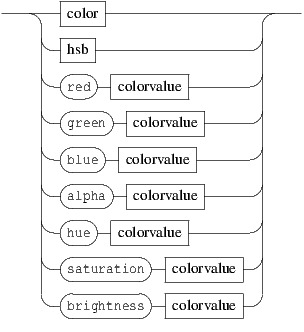 color
hsb
red colorvalue
green colorvalue
blue colorvalue
alpha colorvalue
hue colorvalue
saturation colorvalue
brightness colorvalue